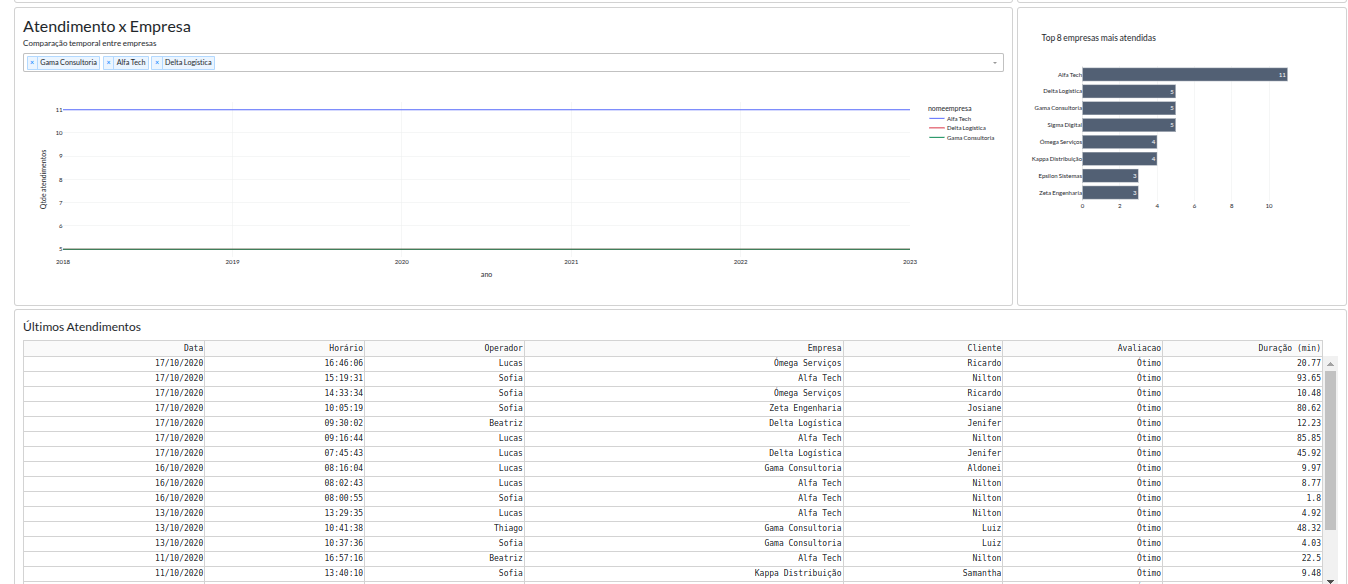 Atendimento x Empresa
Comparação temporal entre empresas
× Gama Consultoria × Alfa Tech × Delta Logística
Qtde atendimentos
11
10
9
8
7
6
5
2018 2019 2020 2021 2022 2023
ano
nomeempresa
Alfa Tech
Delta Logística
Gama Consultoria
Top 8 empresas mais atendidas
Alfa Tech 11
Delta Logística 5
Gama Consultoria 5
Sigma Digital 5
Ômega Serviços 4
Kappa Distribuição 4
Epsilon Sistemas 3
Zeta Engenharia 3
0 2 4 6 8 10
Últimos Atendimentos
Data Horário Operador Empresa Cliente Avaliacao Duração (min)
17/10/2020 16:46:06 Lucas Ômega Serviços Ricardo Ótimo 20.77
17/10/2020 15:19:31 Sofia Alfa Tech Nilton Ótimo 93.65
17/10/2020 14:33:34 Sofia Ômega Serviços Ricardo Ótimo 10.48
17/10/2020 10:05:19 Sofia Zeta Engenharia Josiane Ótimo 80.62
17/10/2020 09:30:02 Beatriz Delta Logística Jenifer Ótimo 12.23
17/10/2020 09:16:44 Lucas Alfa Tech Nilton Ótimo 85.85
17/10/2020 07:45:43 Lucas Delta Logística Jenifer Ótimo 45.92
16/10/2020 08:16:04 Lucas Gama Consultoria Aldonei Ótimo 9.97
16/10/2020 08:02:43 Lucas Alfa Tech Nilton Ótimo 8.77
16/10/2020 08:00:55 Sofia Alfa Tech Nilton Ótimo 1.8
13/10/2020 13:29:35 Lucas Alfa Tech Nilton Ótimo 4.92
13/10/2020 10:41:38 Thiago Gama Consultoria Luiz Ótimo 48.32
13/10/2020 10:37:36 Sofia Gama Consultoria Luiz Ótimo 4.03
11/10/2020 16:57:16 Beatriz Alfa Tech Nilton Ótimo 22.5
11/10/2020 13:40:10 Sofia Kappa Distribuição Samantha Ótimo 9.48